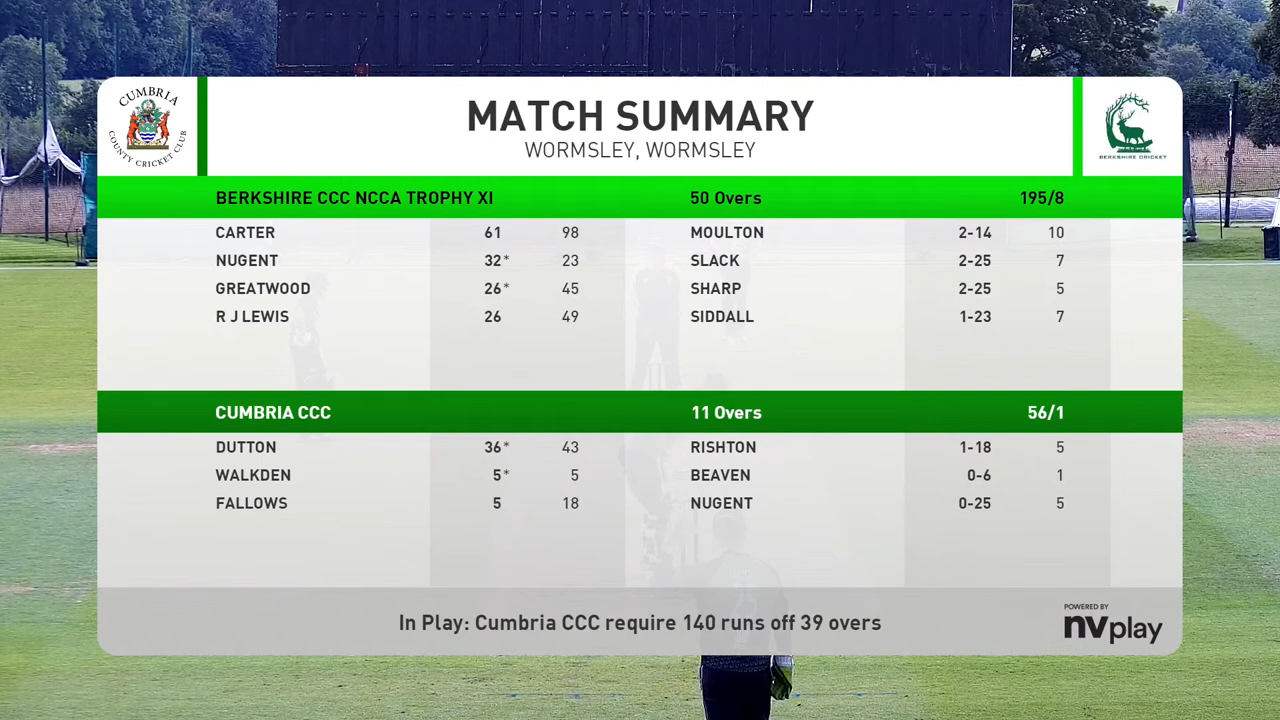 CUMBRIA
COUNTY CRICKET CLUB
MATCH SUMMARY
WORMSLEY, WORMSLEY
BERKSHIRE CRICKET
BERKSHIRE CCC NCCA TROPHY XI 50 Overs 195/8
CARTER 61 98 MOULTON 2-14 10
NUGENT 32* 23 SLACK 2-25 7
GREATWOOD 26* 45 SHARP 2-25 5
R J LEWIS 26 49 SIDDALL 1-23 7
CUMBRIA CCC 11 Overs 56/1
DUTTON 36* 43 RISHTON 1-18 5
WALKDEN 5* 5 BEAVEN 0-6 1
FALLOWS 5 18 NUGENT 0-25 5
In Play: Cumbria CCC require 140 runs off 39 overs
POWERED BY
nvplay